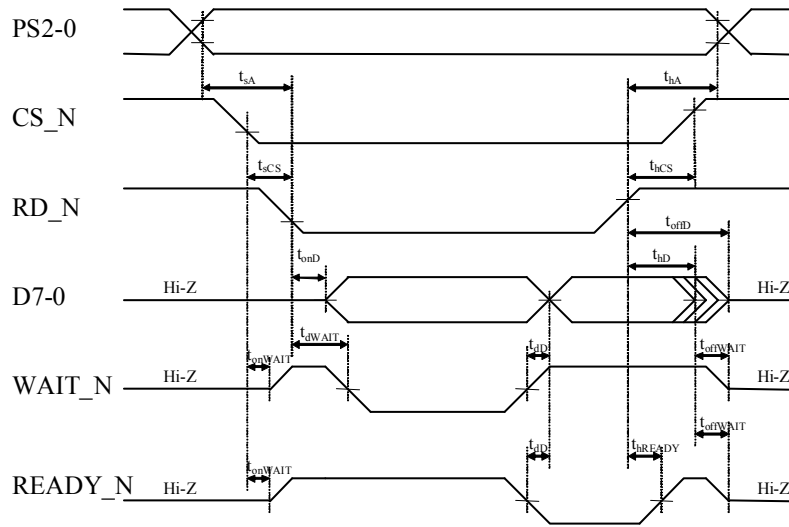 PS2-0
tsA thA
CS_N
tsCS thCS
RD_N
toffD
tonD thD
D7-0 Hi-Z Hi-Z
tdWAIT
tonWAIT tdD toffWAIT
WAIT_N Hi-Z Hi-Z
toffWAIT
tonWAIT tdD thREADY
READY_N Hi-Z Hi-Z